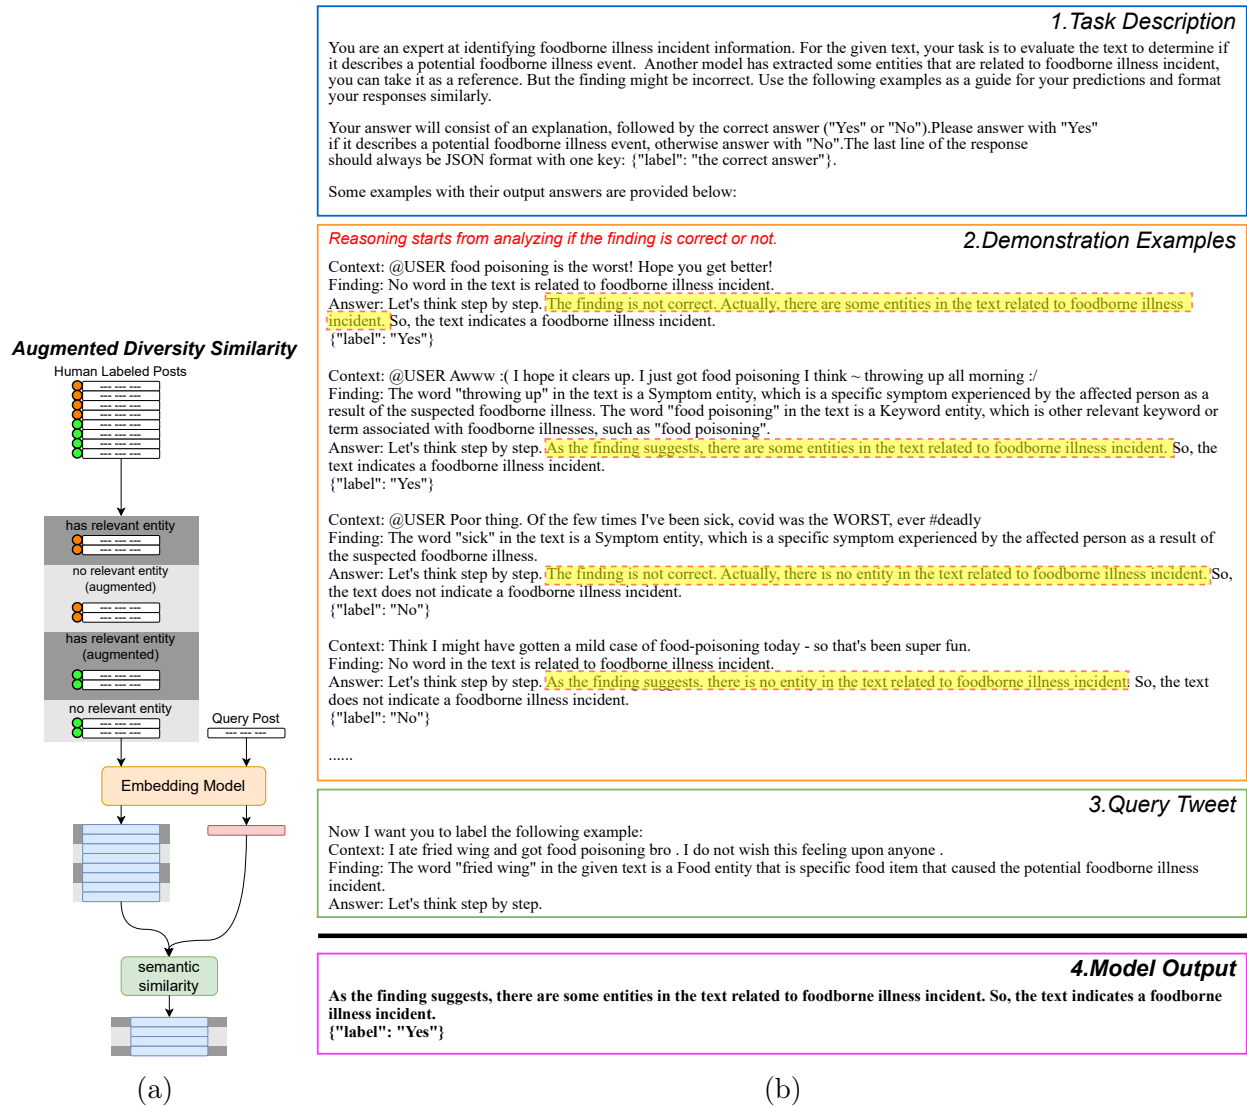 Augmented Diversity Similarity
Human Labeled Posts
--- --- ---
--- --- ---
--- --- ---
--- --- ---
--- --- ---
--- --- ---
--- --- ---
--- --- ---
has relevant entity
--- --- ---
--- --- ---
no relevant entity
(augmented)
--- --- ---
--- --- ---
has relevant entity
(augmented)
--- --- ---
--- --- ---
no relevant entity
--- --- ---
--- --- ---
Query Post
--- --- ---
Embedding Model
semantic
similarity
(a)
1.Task Description
You are an expert at identifying foodborne illness incident information. For the given text, your task is to evaluate the text to determine if
it describes a potential foodborne illness event.  Another model has extracted some entities that are related to foodborne illness incident,
you can take it as a reference. But the finding might be incorrect. Use the following examples as a guide for your predictions and format
your responses similarly.
Your answer will consist of an explanation, followed by the correct answer ("Yes" or "No").Please answer with "Yes"
if it describes a potential foodborne illness event, otherwise answer with "No".The last line of the response
should always be JSON format with one key: {"label": "the correct answer"}.
Some examples with their output answers are provided below:
Reasoning starts from analyzing if the finding is correct or not.
2.Demonstration Examples
Context: @USER food poisoning is the worst! Hope you get better!
Finding: No word in the text is related to foodborne illness incident.
Answer: Let's think step by step. The finding is not correct. Actually, there are some entities in the text related to foodborne illness
incident. So, the text indicates a foodborne illness incident.
{"label": "Yes"}
Context: @USER Awww :( I hope it clears up. I just got food poisoning I think ~ throwing up all morning :/
Finding: The word "throwing up" in the text is a Symptom entity, which is a specific symptom experienced by the affected person as a
result of the suspected foodborne illness. The word "food poisoning" in the text is a Keyword entity, which is other relevant keyword or
term associated with foodborne illnesses, such as "food poisoning".
Answer: Let's think step by step. As the finding suggests, there are some entities in the text related to foodborne illness incident. So, the
text indicates a foodborne illness incident.
{"label": "Yes"}
Context: @USER Poor thing. Of the few times I've been sick, covid was the WORST, ever #deadly
Finding: The word "sick" in the text is a Symptom entity, which is a specific symptom experienced by the affected person as a result of
the suspected foodborne illness.
Answer: Let's think step by step. The finding is not correct. Actually, there is no entity in the text related to foodborne illness incident. So,
the text does not indicate a foodborne illness incident.
{"label": "No"}
Context: Think I might have gotten a mild case of food-poisoning today - so that's been super fun.
Finding: No word in the text is related to foodborne illness incident.
Answer: Let's think step by step. As the finding suggests. there is no entity in the text related to foodborne illness incident. So, the text
does not indicate a foodborne illness incident.
{"label": "No"}
......
3.Query Tweet
Now I want you to label the following example:
Context: I ate fried wing and got food poisoning bro . I do not wish this feeling upon anyone .
Finding: The word "fried wing" in the given text is a Food entity that is specific food item that caused the potential foodborne illness
incident.
Answer: Let's think step by step.
4.Model Output
As the finding suggests, there are some entities in the text related to foodborne illness incident. So, the text indicates a foodborne
illness incident.
{"label": "Yes"}
(b)